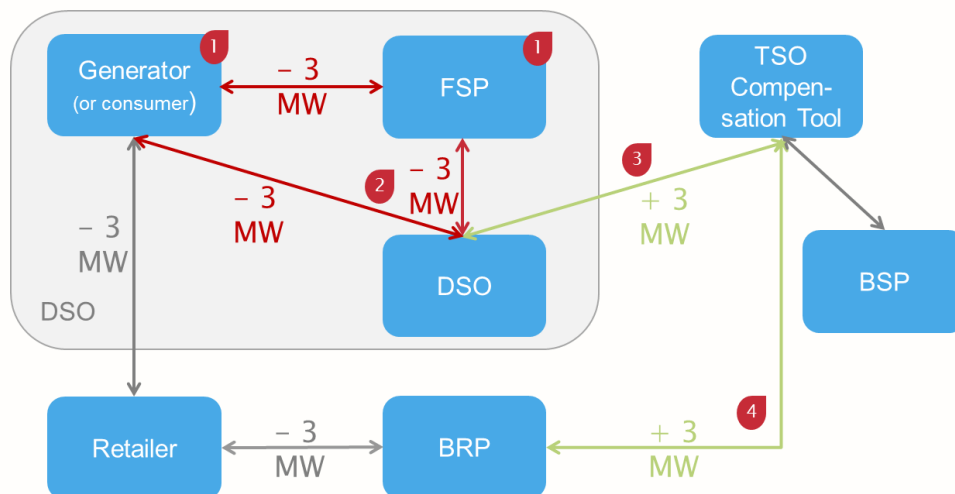 1
1
Generator
(or consumer)
– 3
MW
FSP
TSO
Compen-
sation Tool
2
– 3
MW
– 3
MW
3
+ 3
MW
– 3
MW
DSO
DSO
BSP
4
Retailer
– 3
MW
BRP
+ 3
MW